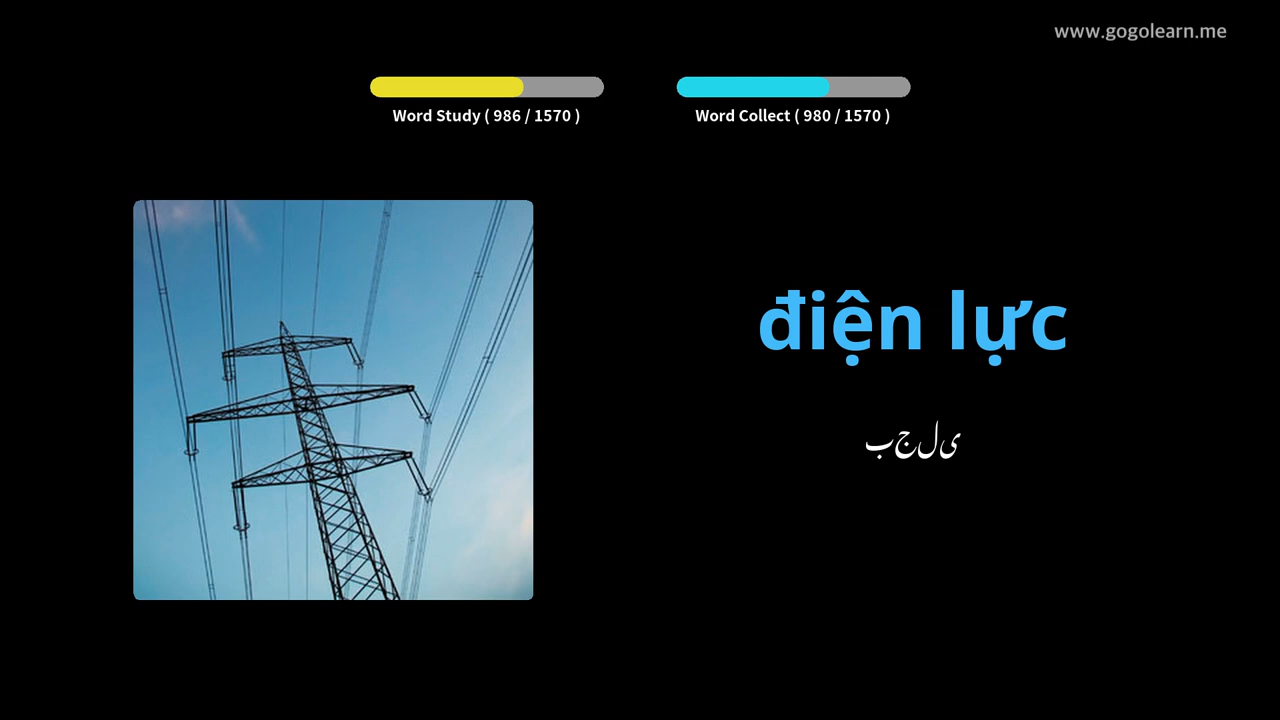 www.gogolearn.me
Word Study ( 986 / 1570 )
Word Collect ( 980 / 1570 )
điện lực
بجلی